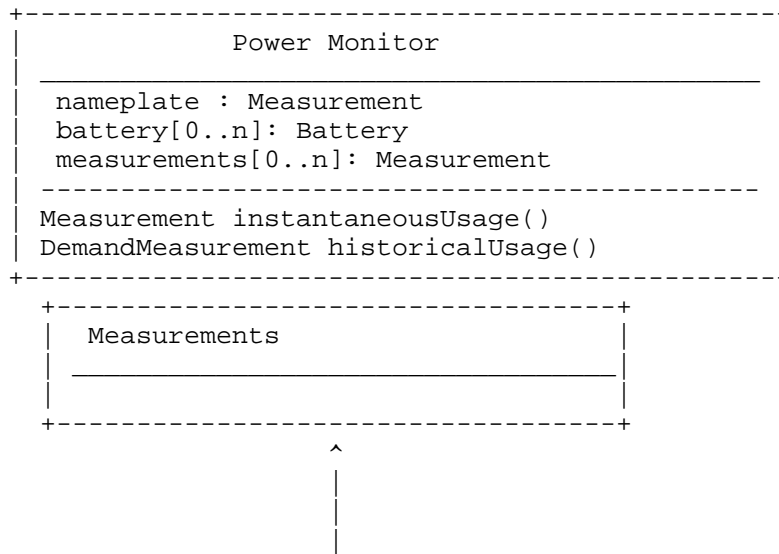 Power Monitor
nameplate : Measurement
battery[0..n]: Battery
measurements[0..n]: Measurement
Measurement instantaneousUsage()
DemandMeasurement historicalUsage()
Measurements